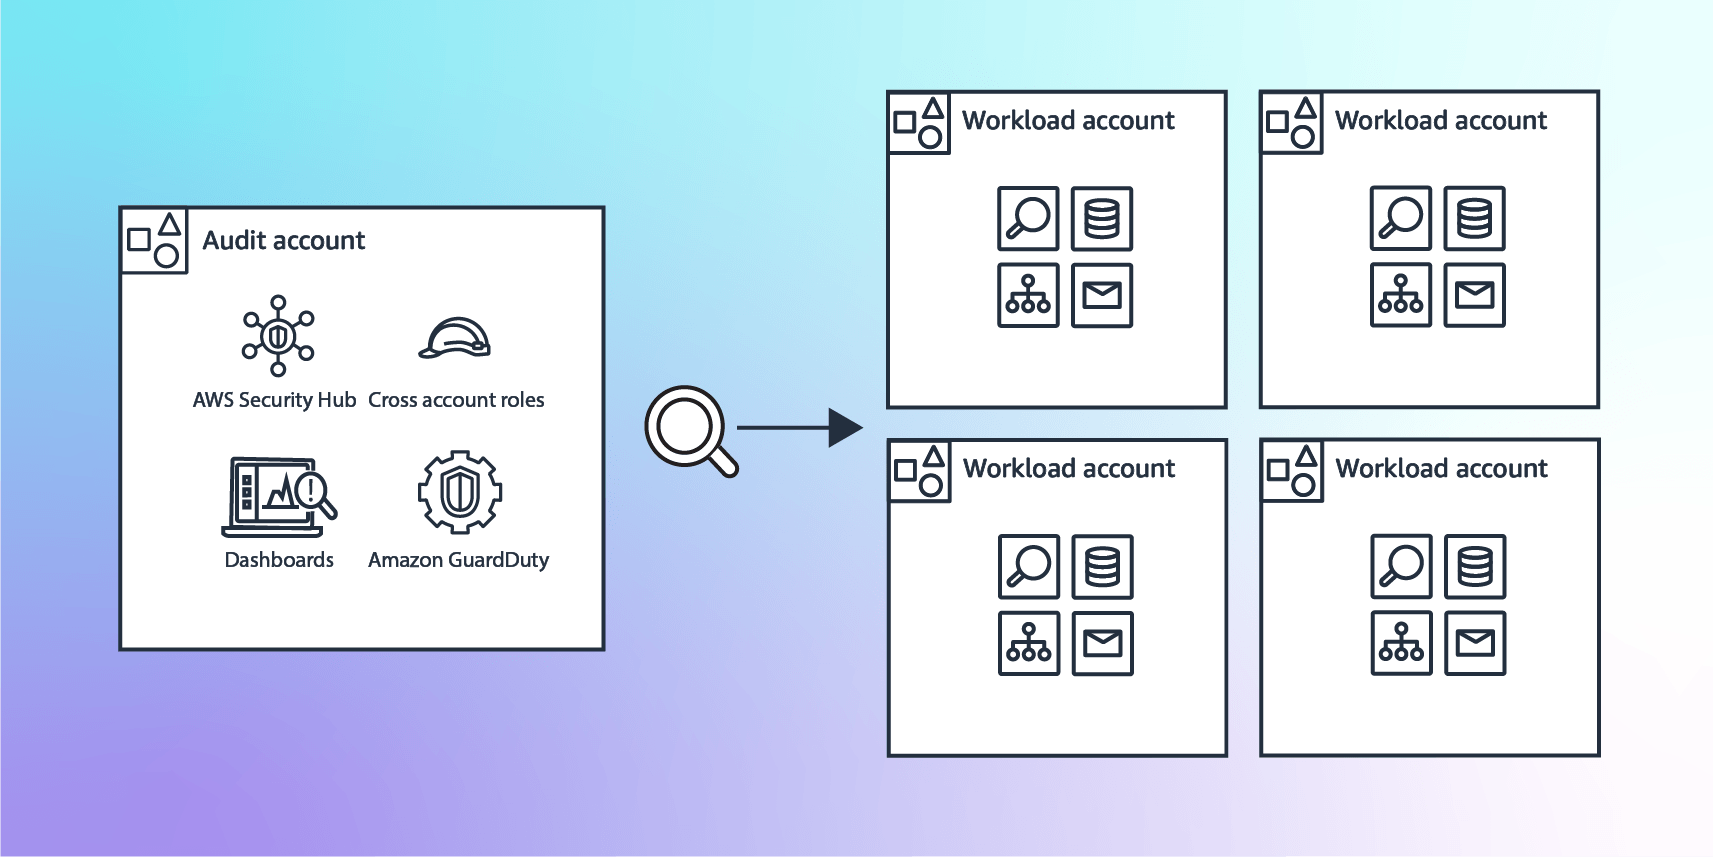 Audit account
AWS Security Hub
Cross account roles
Dashboards
Amazon GuardDuty
Workload account
Workload account
Workload account
Workload account